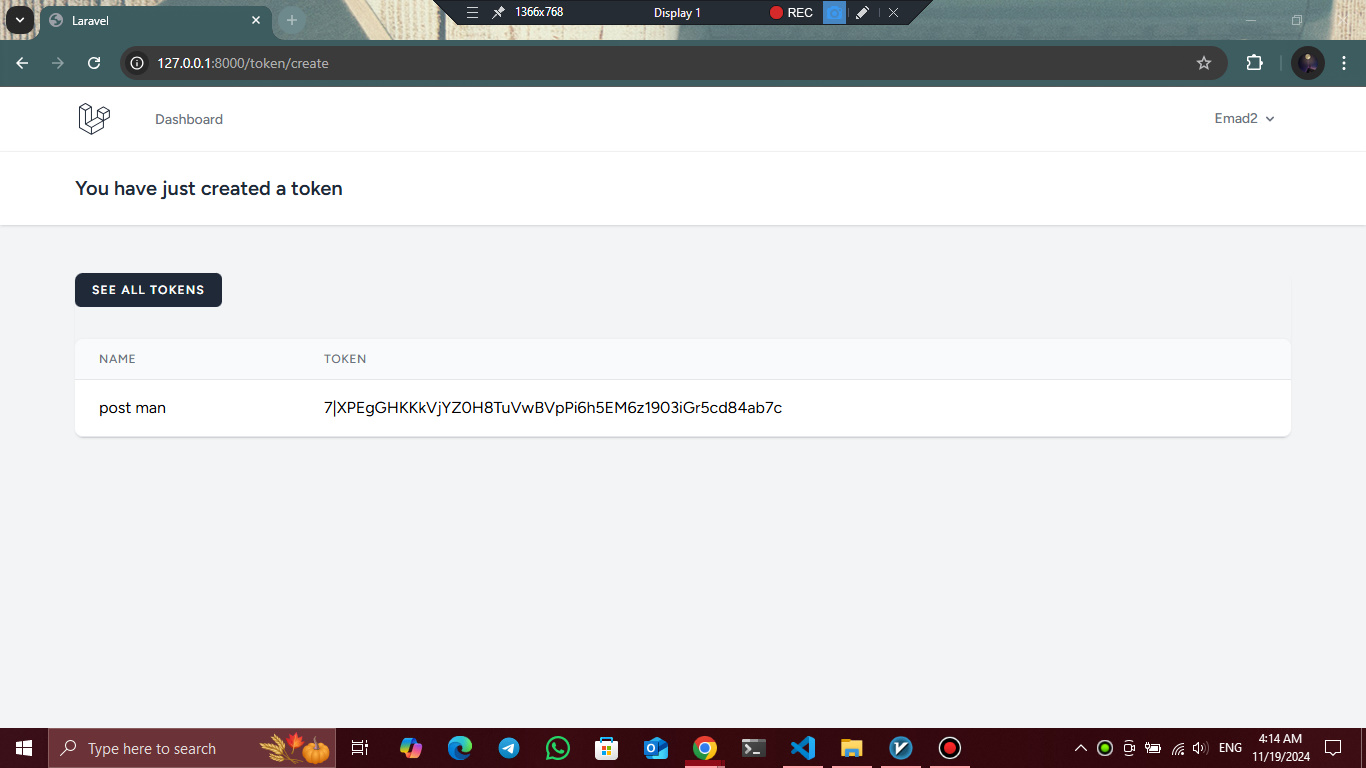 Laravel
1366x768
Display 1
REC
127.0.0.1:8000/token/create
Dashboard
Emad2
You have just created a token
SEE ALL TOKENS
NAME TOKEN
post man 7|XPEgGHKKkVjYZ0H8TuVwBVpPi6h5EM6z1903iGr5cd84ab7c
Type here to search
ENG
4:14 AM
11/19/2024